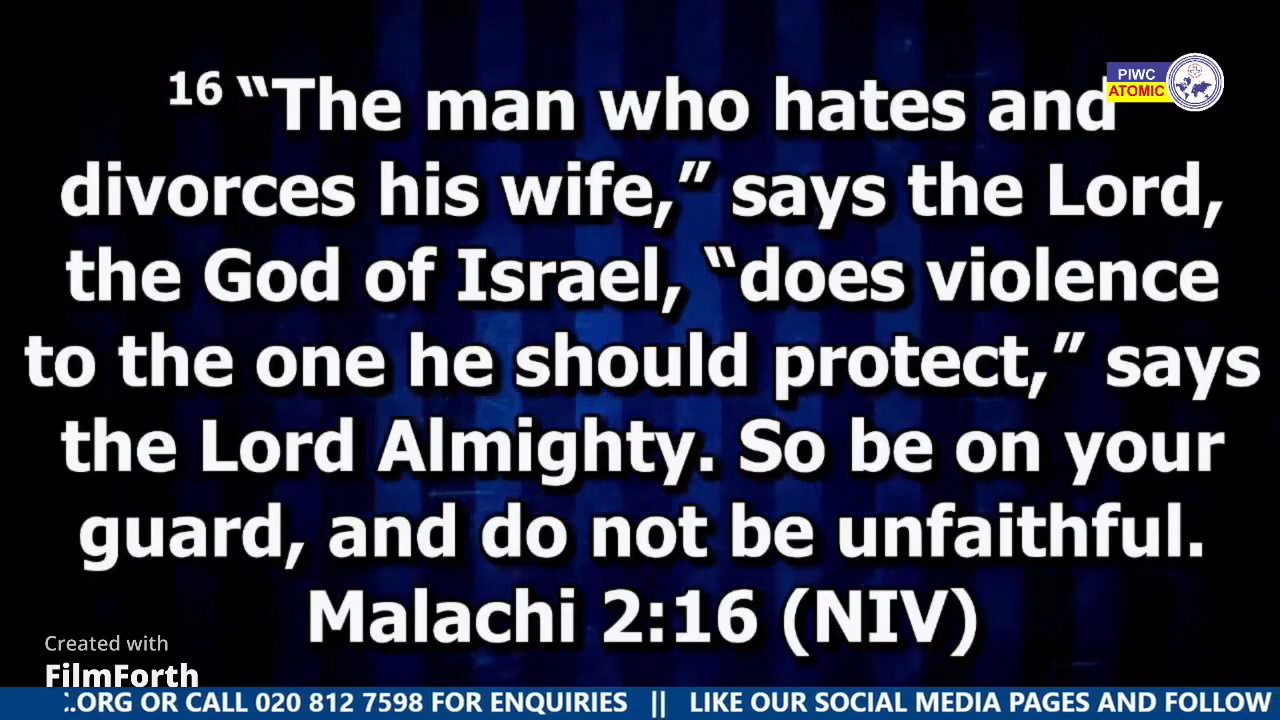 16 “The man who hates and
divorces his wife,” says the Lord,
the God of Israel, “does violence
to the one he should protect,” says
the Lord Almighty. So be on your
guard, and do not be unfaithful.
Malachi 2:16 (NIV)
PIWC
ATOMIC
Created with
FilmForth
.ORG OR CALL 020 812 7598 FOR ENQUIRIES || LIKE OUR SOCIAL MEDIA PAGES AND FOLLOW